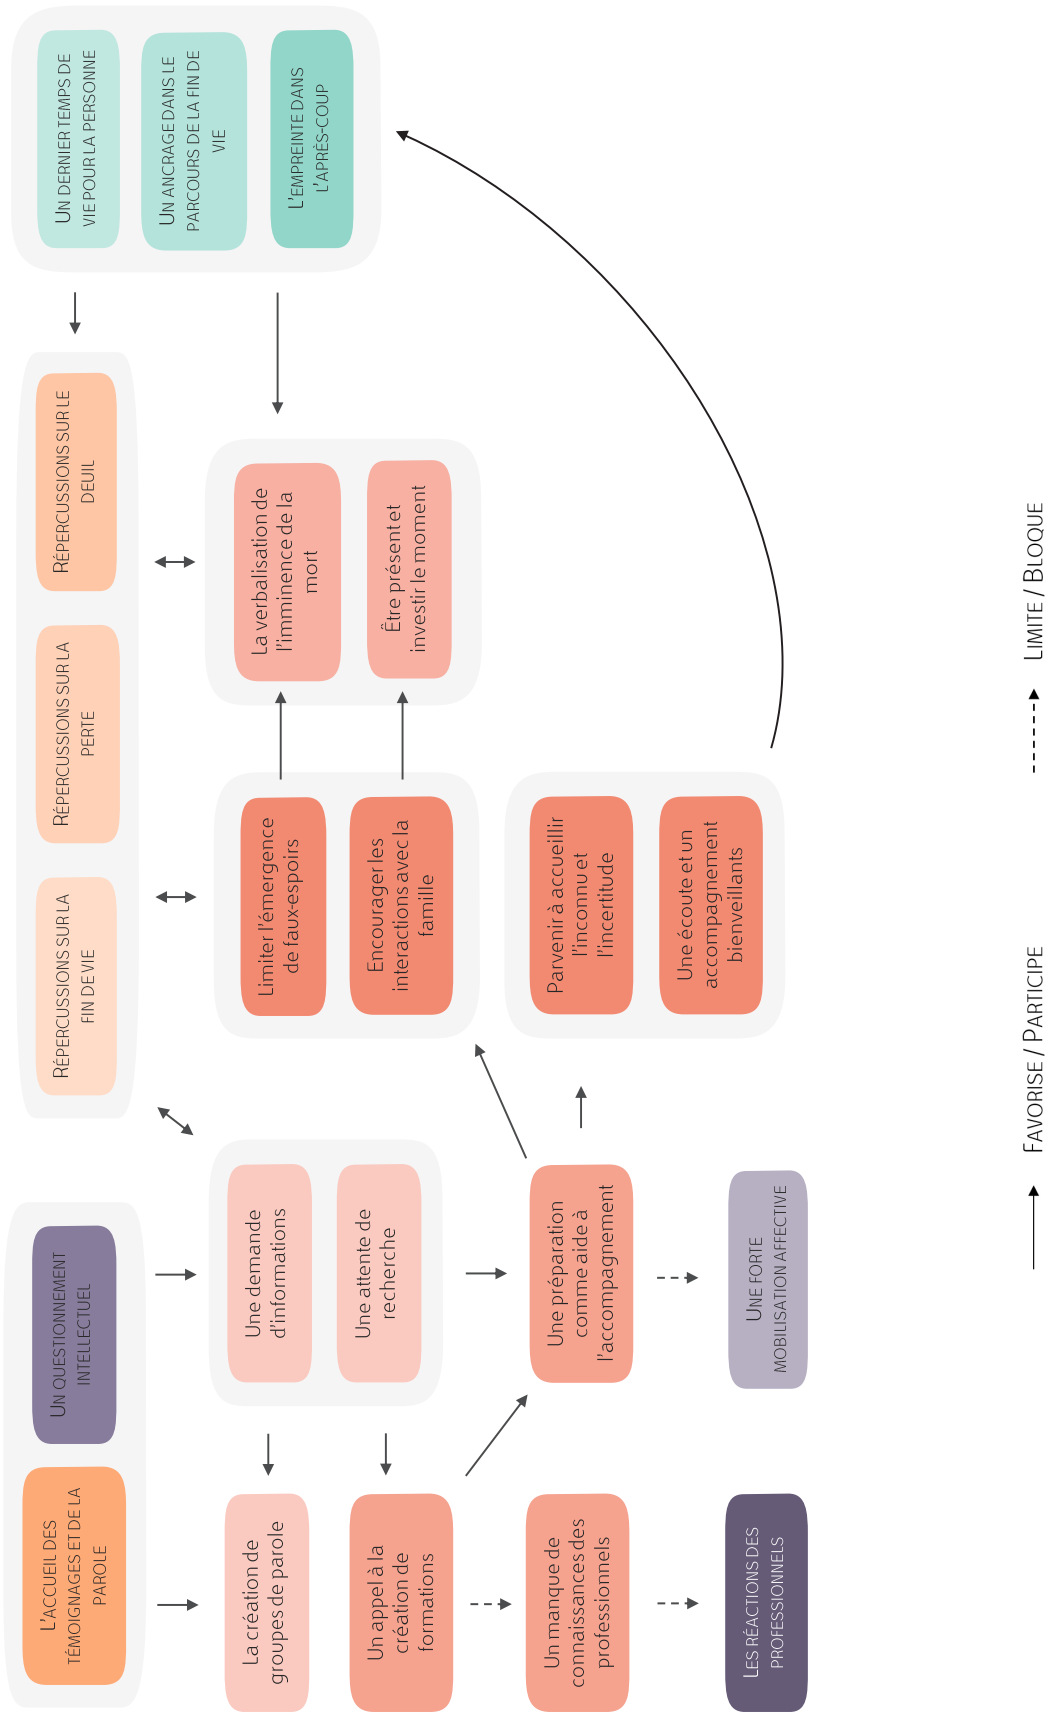 L'ACCUEIL DES
TÉMOIGNAGES ET DE LA
PAROLE
UN QUESTIONNEMENT
INTELLECTUEL
RÉPERCUSSIONS SUR LA
FIN DE VIE
RÉPERCUSSIONS SUR LA
PERTE
RÉPERCUSSIONS SUR LE
DEUIL
UN DERNIER TEMPS DE
VIE POUR LA PERSONNE
UN ANCRAGE DANS LE
PARCOURS DE LA FIN DE
VIE
L'EMPREINTE DANS
L'APRÈS-COUP
La création de
groupes de parole
Une demande
d'informations
Une attente de
recherche
Limiter l'émergence
de faux-espoirs
Encourager les
interactions avec la
famille
La verbalisation de
l'imminence de la
mort
Être présent et
investir le moment
Un appel à la
création de
formations
Un manque de
connaissances des
professionnels
Une préparation
comme aide à
l'accompagnement
Parvenir à accueillir
l'inconnu et
l'incertitude
Une écoute et un
accompagnement
bienveillants
LES RÉACTIONS DES
PROFESSIONNELS
UNE FORTE
MOBILISATION AFFECTIVE
FAVORISE / PARTICIPE
LIMITE / BLOQUE